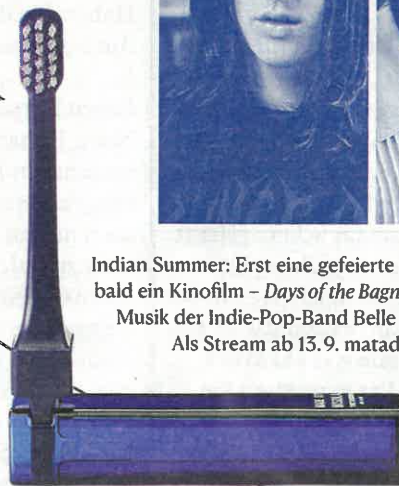 Indian Summer: Erst eine gefeierte
bald ein Kinofilm – Days of the Bagn
Musik der Indie-Pop-Band Belle
Als Stream ab 13. 9. matad